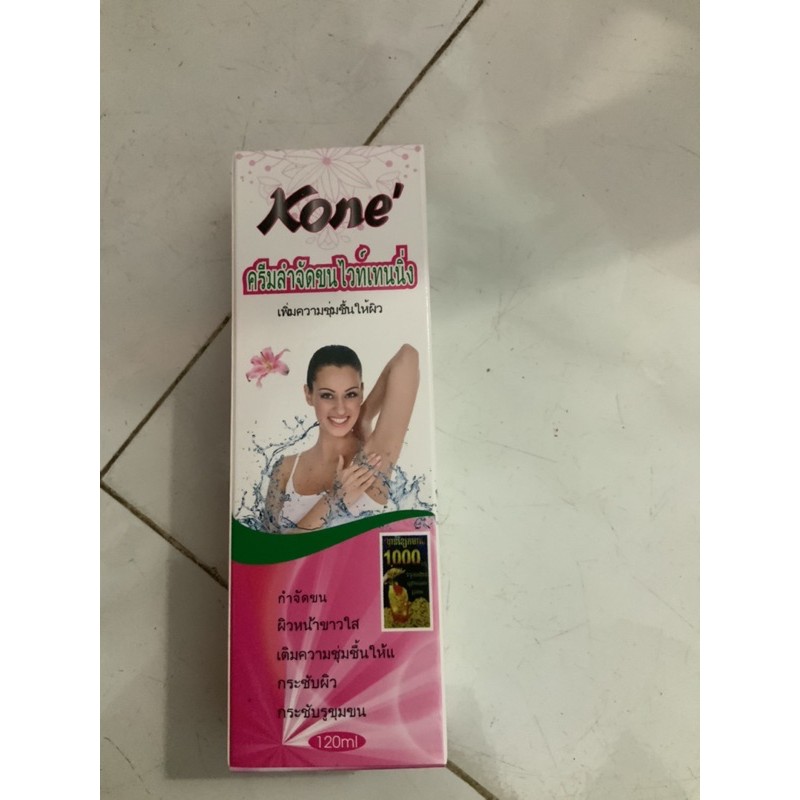 Kone'
ครีมลำจัดขนไวท์เทนนิ่ง
เพิ่มความชุ่มชื้นให้ผิว
1000
กำจัดขน
ผิวหน้าขาวใส
เติมความชุ่มชื้นให้แ
กระชับผิว
กระชับรูขุมขน
120ml